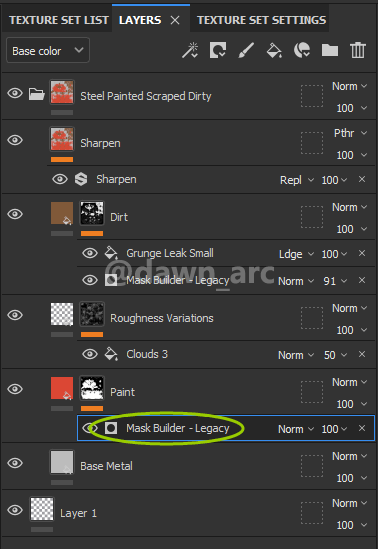 TEXTURE SET LIST LAYERS × TEXTURE SET SETTINGS
Base color
Norm
Steel Painted Scraped Dirty
100
Pthr
Sharpen
100
Sharpen Repl 100 ×
Norm
Dirt
100
Grunge Leak Small Ldge 100 ×
@dawn_arc
Mask Builder - Legacy Norm 91 ×
Norm
Roughness Variations
100
Clouds 3 Norm 50 ×
Norm
Paint
100
Mask Builder - Legacy Norm 100 ×
Norm
Base Metal
100
Norm
Layer 1
100